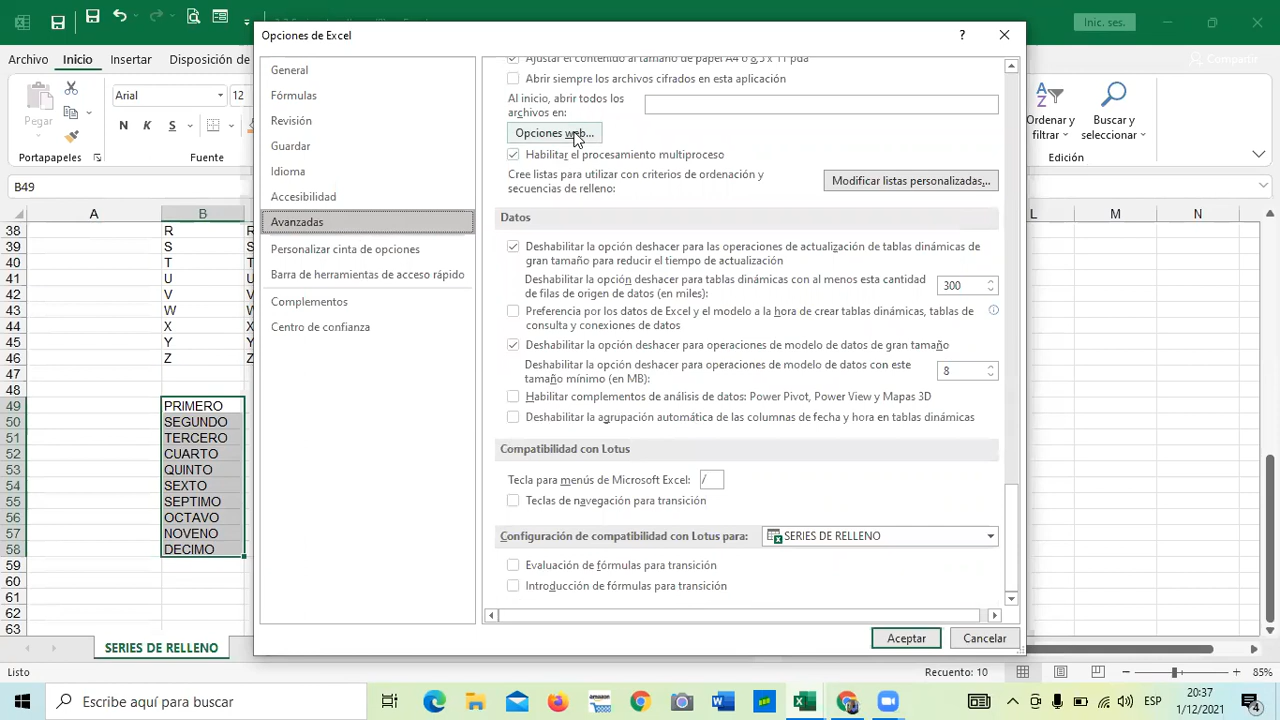 Inic. ses.
Opciones de Excel
Archivo
Inicio
Insertar
Disposición de
Compartir
Pegar
Arial
12
N K S
Portapapeles
Fuente
Ordenar y
filtrar
Buscar y
seleccionar
Edición
B49
A B L M N
38 R
39 S
40 T
41 U
42 V
43 W
44 X
45 Y
46 Z
48
49 PRIMERO
50 SEGUNDO
51 TERCERO
52 CUARTO
53 QUINTO
54 SEXTO
55 SEPTIMO
56 OCTAVO
57 NOVENO
58 DECIMO
59
60
61
62
63
General
Fórmulas
Revisión
Guardar
Idioma
Accesibilidad
Avanzadas
Personalizar cinta de opciones
Barra de herramientas de acceso rápido
Complementos
Centro de confianza
Ajustar el contenido al tamaño de papel A4 o 8,5 x 11 pda
Abrir siempre los archivos cifrados en esta aplicación
Al inicio, abrir todos los
archivos en:
Opciones web...
Habilitar el procesamiento multiproceso
Cree listas para utilizar con criterios de ordenación y
secuencias de relleno:
Modificar listas personalizadas...
Datos
Deshabilitar la opción deshacer para las operaciones de actualización de tablas dinámicas de
gran tamaño para reducir el tiempo de actualización
Deshabilitar la opción deshacer para tablas dinámicas con al menos esta cantidad
de filas de origen de datos (en miles):
300
Preferencia por los datos de Excel y el modelo a la hora de crear tablas dinámicas, tablas de
consulta y conexiones de datos
Deshabilitar la opción deshacer para operaciones de modelo de datos de gran tamaño
Deshabilitar la opción deshacer para operaciones de modelo de datos con este
tamaño mínimo (en MB):
8
Habilitar complementos de análisis de datos: Power Pivot, Power View y Mapas 3D
Deshabilitar la agrupación automática de las columnas de fecha y hora en tablas dinámicas
Compatibilidad con Lotus
Tecla para menús de Microsoft Excel: /
Teclas de navegación para transición
Configuración de compatibilidad con Lotus para: SERIES DE RELLENO
Evaluación de fórmulas para transición
Introducción de fórmulas para transición
Aceptar
Cancelar
SERIES DE RELLENO
Listo
Recuento: 10
85%
Escribe aquí para buscar
ESP
20:37
1/12/2021
4